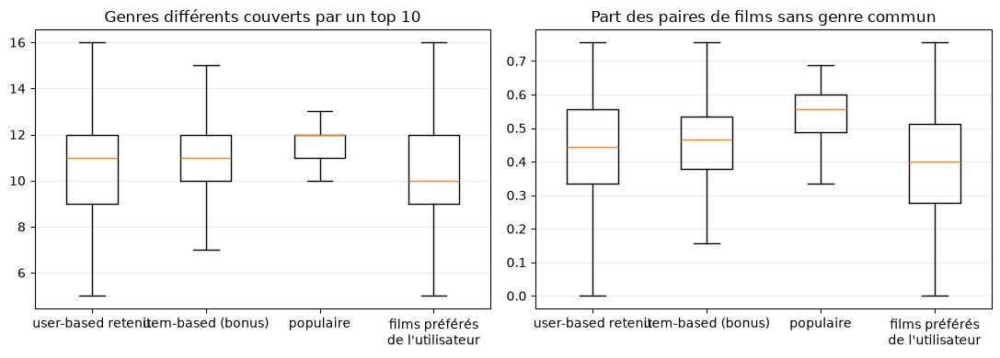 Genres différents couverts par un top 10
16
14
12
10
8
6
user-based retenu
item-based (bonus)
populaire
films préférés
de l'utilisateur
Part des paires de films sans genre commun
0.7
0.6
0.5
0.4
0.3
0.2
0.1
0.0
user-based retenu
item-based (bonus)
populaire
films préférés
de l'utilisateur